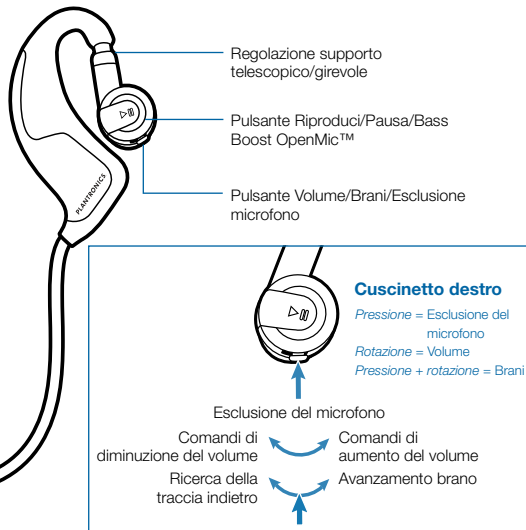 Regolazione supporto
telescopico/girevole
Pulsante Riproduci/Pausa/Bass
Boost OpenMic™
Pulsante Volume/Brani/Esclusione
microfono
PLANTRONICS
Cuscinetto destro
Pressione = Esclusione del
microfono
Rotazione = Volume
Pressione + rotazione = Brani
Esclusione del microfono
Comandi di
diminuzione del volume
Comandi di
aumento del volume
Ricerca della
traccia indietro
Avanzamento brano